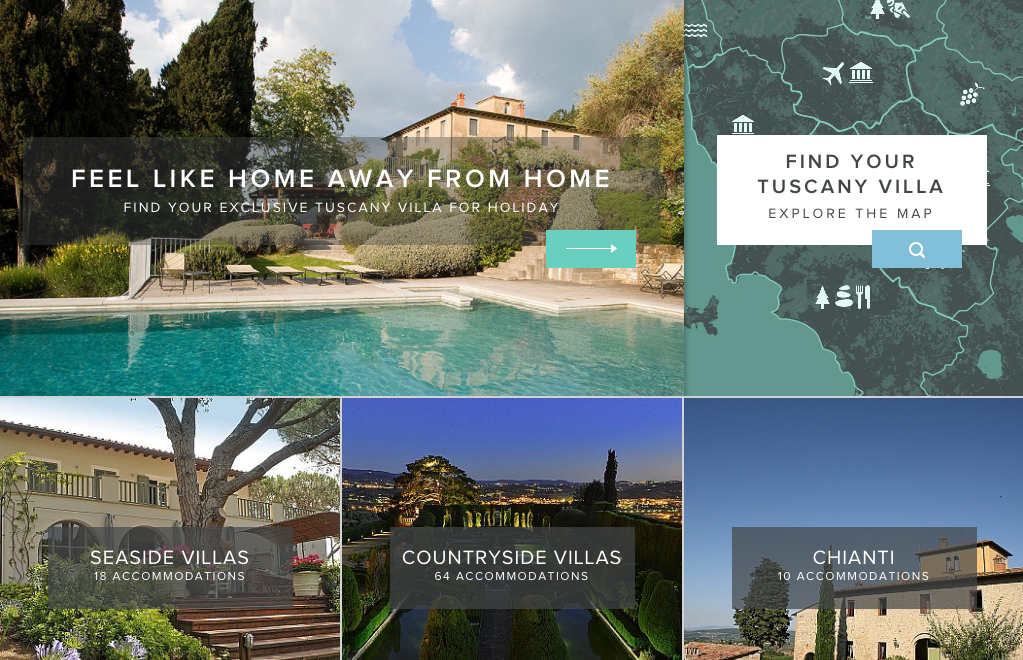 FEEL LIKE HOME AWAY FROM HOME
FIND YOUR EXCLUSIVE TUSCANY VILLA FOR HOLIDAY
FIND YOUR
TUSCANY VILLA
EXPLORE THE MAP
SEASIDE VILLAS
18 ACCOMMODATIONS
COUNTRYSIDE VILLAS
64 ACCOMMODATIONS
CHIANTI
10 ACCOMMODATIONS